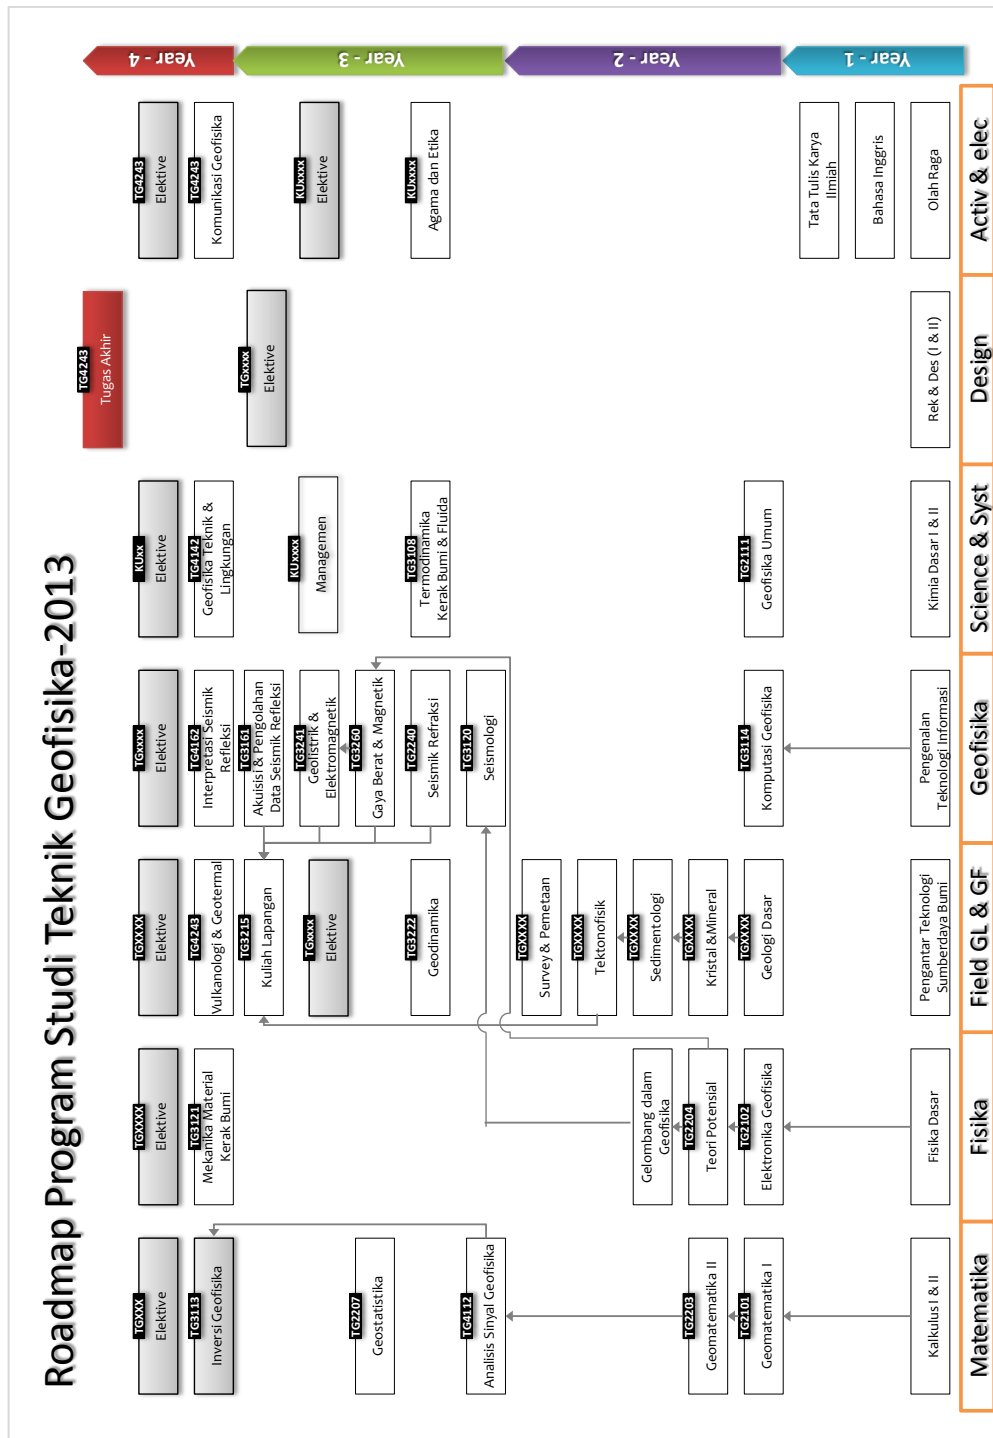 Roadmap Program Studi Teknik Geofisika-2013
Year - 4
Year - 3
Year - 2
Year - 1
TG4243
Elektive
TG4243
Komunikasi Geofisika
KUxxxx
Elektive
KUxxxx
Agama dan Etika
Tata Tulis Karya
Ilmiah
Bahasa Inggris
Olah Raga
Activ & elec
TG4243
Tugas Akhir
TGxxxx
Elektive
Rek & Des (I & II)
Design
KUxx
Elektive
TG4142
Geofisika Teknik &
Lingkungan
KUxxxx
Managemen
TG3108
Termodinamika
Kerak Bumi & Fluida
TG2111
Geofisika Umum
Kimia Dasar I & II
Science & Syst
TGxxxx
Elektive
TG4162
Interpretasi Seismik
Refleksi
TG3161
Akuisisi & Pengolahan
Data Seismik Refleksi
TG3241
Geolistrik &
Elektromagnetik
TG3260
Gaya Berat & Magnetik
TG2240
Seismik Refraksi
TG3120
Seismologi
TG3114
Komputasi Geofisika
Pengenalan
Teknologi Informasi
Geofisika
TGXXXX
Elektive
TG4243
Vulkanologi & Geotermal
TG3215
Kuliah Lapangan
TGxxxx
Elektive
TG3222
Geodinamika
TGXXXX
Survey & Pemetaan
TGXXXX
Tektonofisik
TGXXXX
Sedimentologi
TGXXXX
Kristal &Mineral
TGXXXX
Geologi Dasar
Pengantar Teknologi
Sumberdaya Bumi
Field GL & GF
TGXXXX
Elektive
TG3121
Mekanika Material
Kerak Bumi
Gelombang dalam
Geofisika
TG2204
Teori Potensial
TG2102
Elektronika Geofisika
Fisika Dasar
Fisika
TGXXX
Elektive
TG3113
Inversi Geofisika
TG2207
Geostatistika
TG4112
Analisis Sinyal Geofisika
TG2203
Geomatematika II
TG2101
Geomatematika I
Kalkulus I & II
Matematika